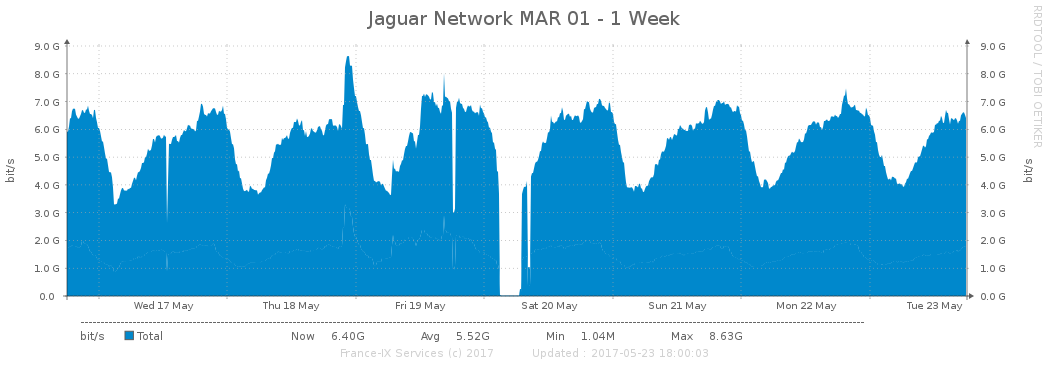 Jaguar Network MAR 01 - 1 Week
RRDTOOL / TOBI OETIKER
bit/s
9.0 G
8.0 G
7.0 G
6.0 G
5.0 G
4.0 G
3.0 G
2.0 G
1.0 G
0.0
9.0 G
8.0 G
7.0 G
6.0 G
5.0 G
4.0 G
3.0 G
2.0 G
1.0 G
0.0 G
bit/s
Wed 17 May Thu 18 May Fri 19 May Sat 20 May Sun 21 May Mon 22 May Tue 23 May
bit/s Total Now 6.40G Avg 5.52G Min 1.04M Max 8.63G
France-IX Services (c) 2017 Updated : 2017-05-23 18:00:03